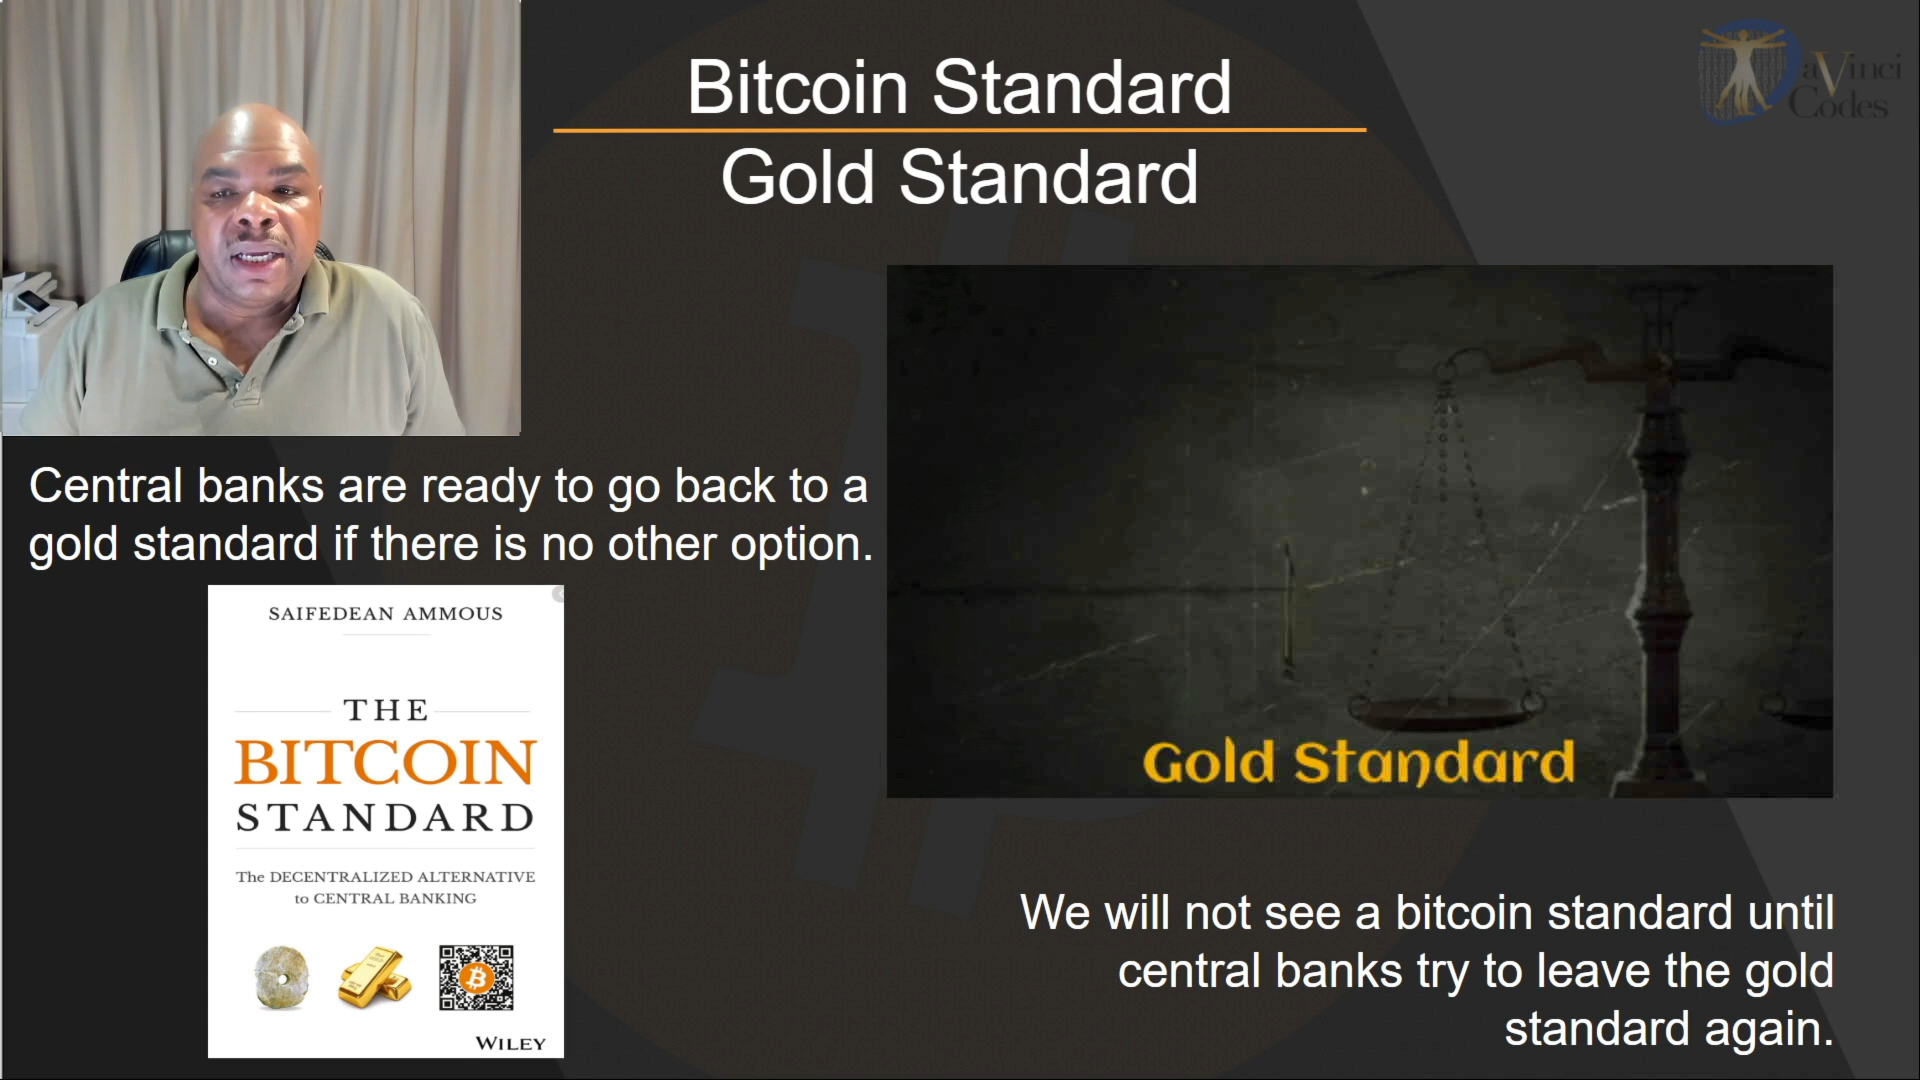 Bitcoin Standard
Gold Standard
aVinci
Codes
Central banks are ready to go back to a
gold standard if there is no other option.
SAIFEDEAN AMMOUS
THE
BITCOIN
STANDARD
The DECENTRALIZED ALTERNATIVE
to CENTRAL BANKING
WILEY
Gold Standard
We will not see a bitcoin standard until
central banks try to leave the gold
standard again.